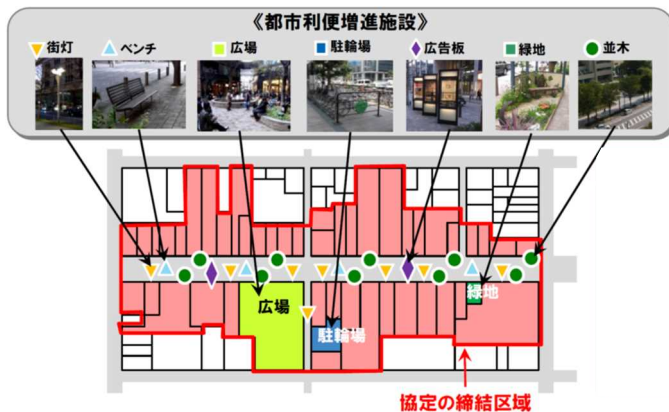 《都市利便増進施設》
街灯 ベンチ 広場 駐輪場 広告板 緑地 並木
緑地
広場
駐輪場
協定の締結区域